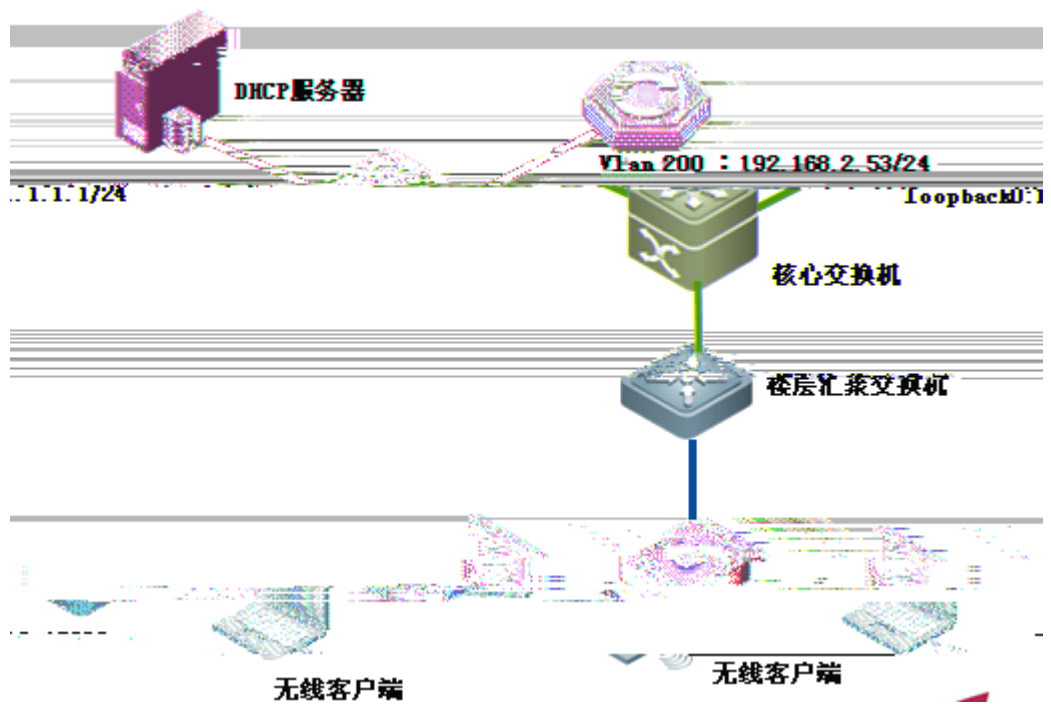 DHCP服务器
Vlan 200 : 192.168.2.53/24
.1.1.1/24
loopback0:1
核心交换机
楼层汇聚交换机
无线客户端
无线客户端